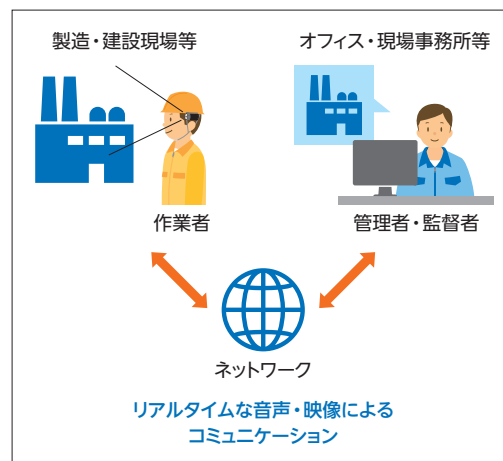 製造・建設現場等
オフィス・現場事務所等
作業者
管理者・監督者
ネットワーク
リアルタイムな音声・映像による
コミュニケーション